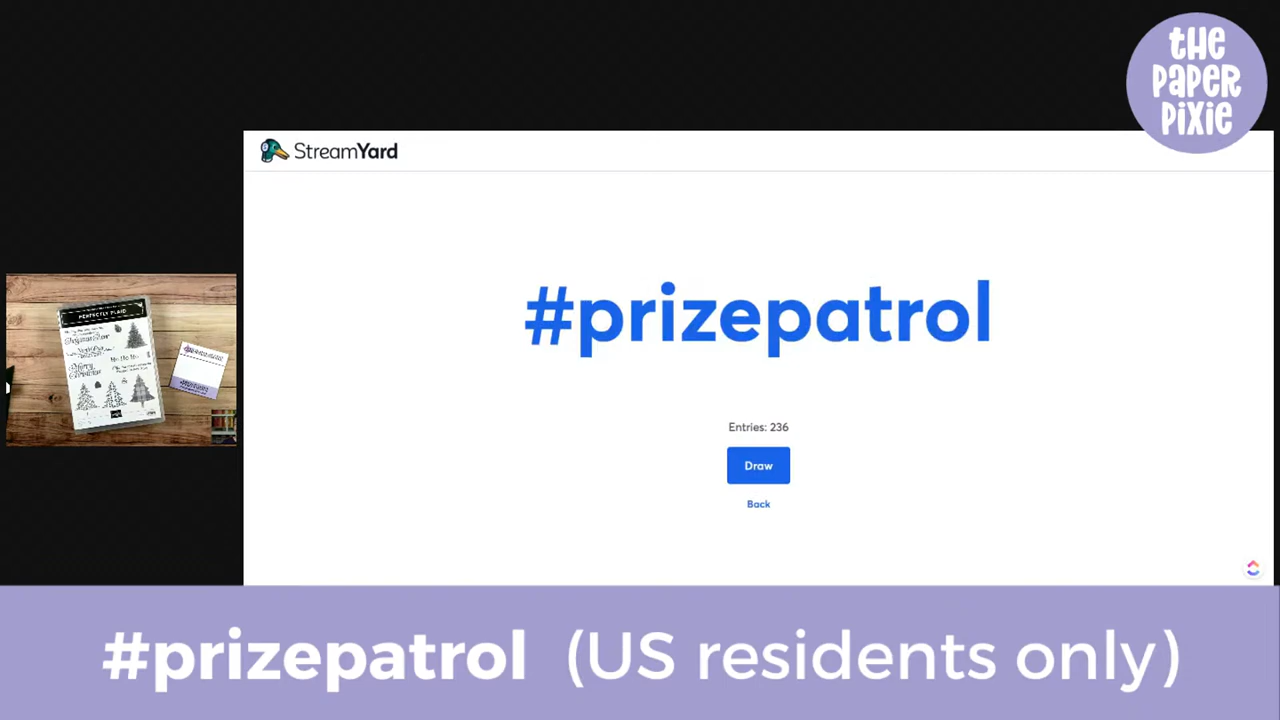 the
paper
pixie
StreamYard
#prizepatrol
Entries: 236
Draw
Back
PERFECTLY PLAID
Merry
Christmas
#prizepatrol (US residents only)